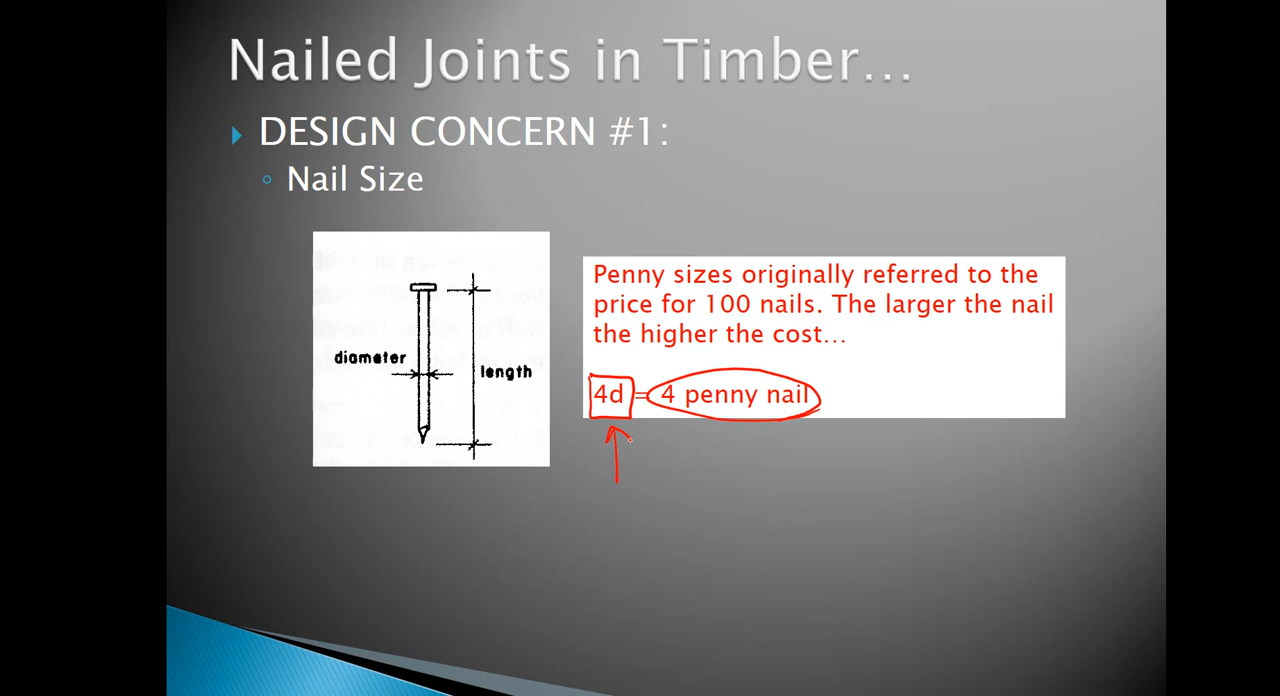 Nailed Joints in Timber…
DESIGN CONCERN #1:
Nail Size
diameter
length
Penny sizes originally referred to the
price for 100 nails. The larger the nail
the higher the cost…
4d = 4 penny nail